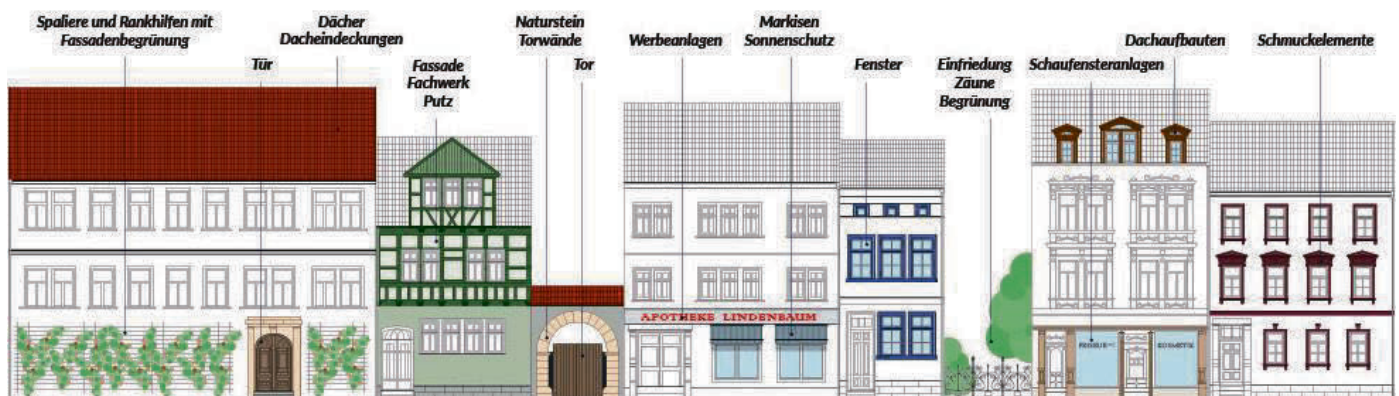 Spaliere und Rankhilfen mit
Fassadenbegrünung
Tür
Dächer
Dacheindeckungen
Fassade
Fachwerk
Putz
Naturstein
Torwände
Tor
Werbeanlagen
Markisen
Sonnenschutz
Fenster
Einfriedung
Zäune
Begrünung
Schaufensteranlagen
Dachaufbauten
Schmuckelemente
APOTHEKE LINDENBAUM
KOSMETIK